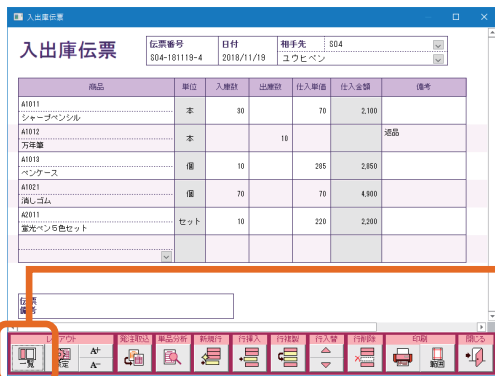 入出庫伝票
入出庫伝票
伝票番号 日付 相手先 S04
S04-181119-4 2018/11/19 ユウヒペン
商品 単位 入庫数 出庫数 仕入単価 仕入金額 備考
A1011
シャープペンシル 本 30 70 2,100
A1012
万年筆 本 10 返品
A1013
ペンケース 個 10 285 2,850
A1021
消しゴム 個 70 70 4,900
A2011
蛍光ペン5色セット セット 10 220 2,200
伝票
備考
レイアウト 発注取込 単品分析 新規行 行挿入 行複製 行入替 行削除 印刷 閉じる
一覧 設定 A+ 範囲
A-